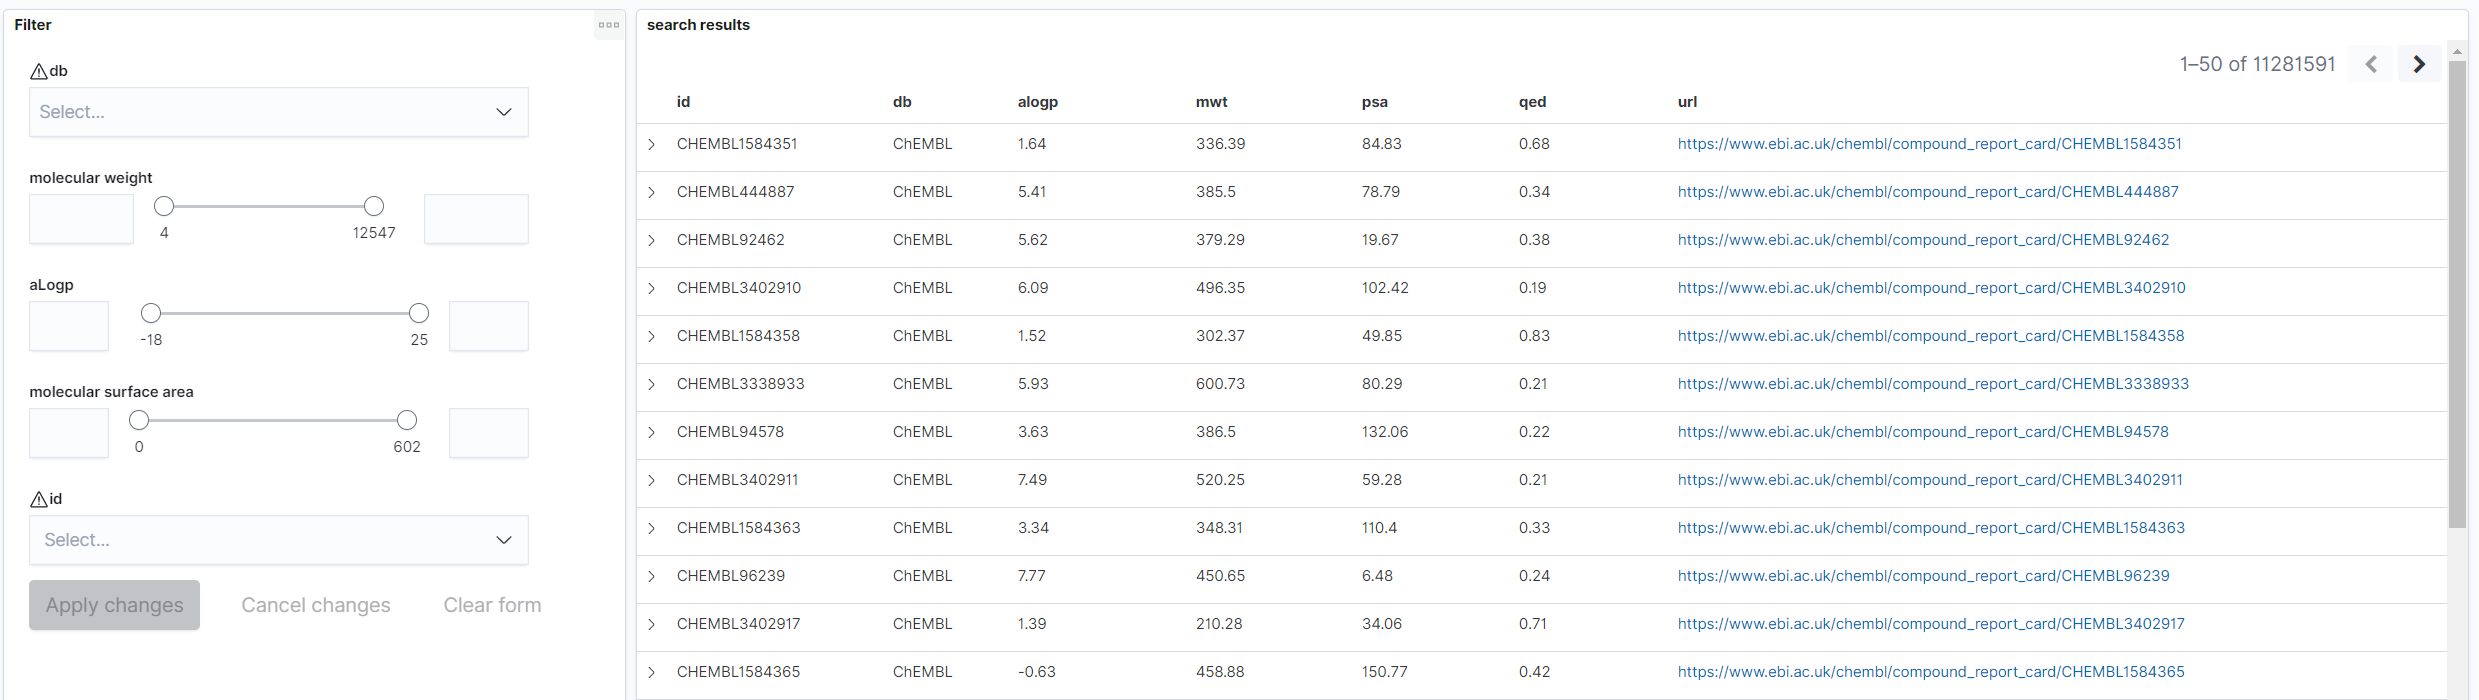 Filter
db
Select...
molecular weight
4 12547
aLogp
-18 25
molecular surface area
0 602
id
Select...
Apply changes Cancel changes Clear form
search results
1–50 of 11281591
id db alogp mwt psa qed url
CHEMBL1584351 ChEMBL 1.64 336.39 84.83 0.68 https://www.ebi.ac.uk/chembl/compound_report_card/CHEMBL1584351
CHEMBL444887 ChEMBL 5.41 385.5 78.79 0.34 https://www.ebi.ac.uk/chembl/compound_report_card/CHEMBL444887
CHEMBL92462 ChEMBL 5.62 379.29 19.67 0.38 https://www.ebi.ac.uk/chembl/compound_report_card/CHEMBL92462
CHEMBL3402910 ChEMBL 6.09 496.35 102.42 0.19 https://www.ebi.ac.uk/chembl/compound_report_card/CHEMBL3402910
CHEMBL1584358 ChEMBL 1.52 302.37 49.85 0.83 https://www.ebi.ac.uk/chembl/compound_report_card/CHEMBL1584358
CHEMBL3338933 ChEMBL 5.93 600.73 80.29 0.21 https://www.ebi.ac.uk/chembl/compound_report_card/CHEMBL3338933
CHEMBL94578 ChEMBL 3.63 386.5 132.06 0.22 https://www.ebi.ac.uk/chembl/compound_report_card/CHEMBL94578
CHEMBL3402911 ChEMBL 7.49 520.25 59.28 0.21 https://www.ebi.ac.uk/chembl/compound_report_card/CHEMBL3402911
CHEMBL1584363 ChEMBL 3.34 348.31 110.4 0.33 https://www.ebi.ac.uk/chembl/compound_report_card/CHEMBL1584363
CHEMBL96239 ChEMBL 7.77 450.65 6.48 0.24 https://www.ebi.ac.uk/chembl/compound_report_card/CHEMBL96239
CHEMBL3402917 ChEMBL 1.39 210.28 34.06 0.71 https://www.ebi.ac.uk/chembl/compound_report_card/CHEMBL3402917
CHEMBL1584365 ChEMBL -0.63 458.88 150.77 0.42 https://www.ebi.ac.uk/chembl/compound_report_card/CHEMBL1584365